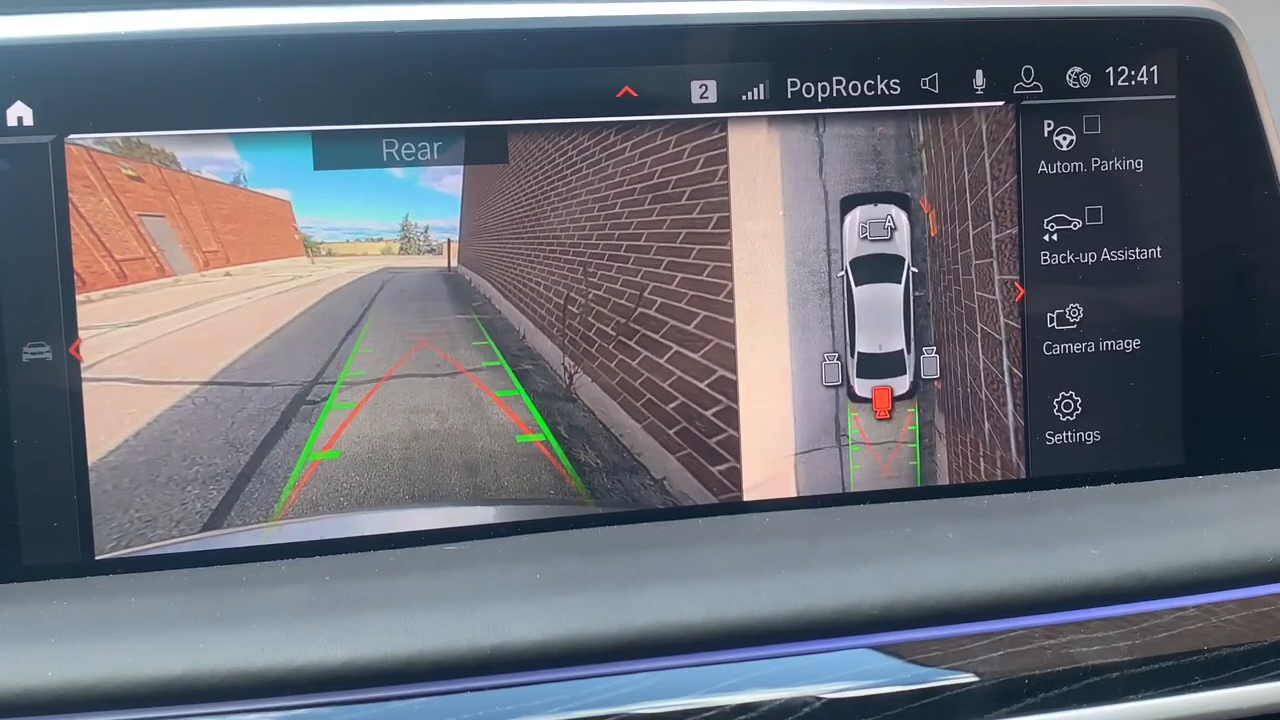 2 PopRocks 12:41
Rear
A
P
Autom. Parking
Back-up Assistant
Camera image
Settings